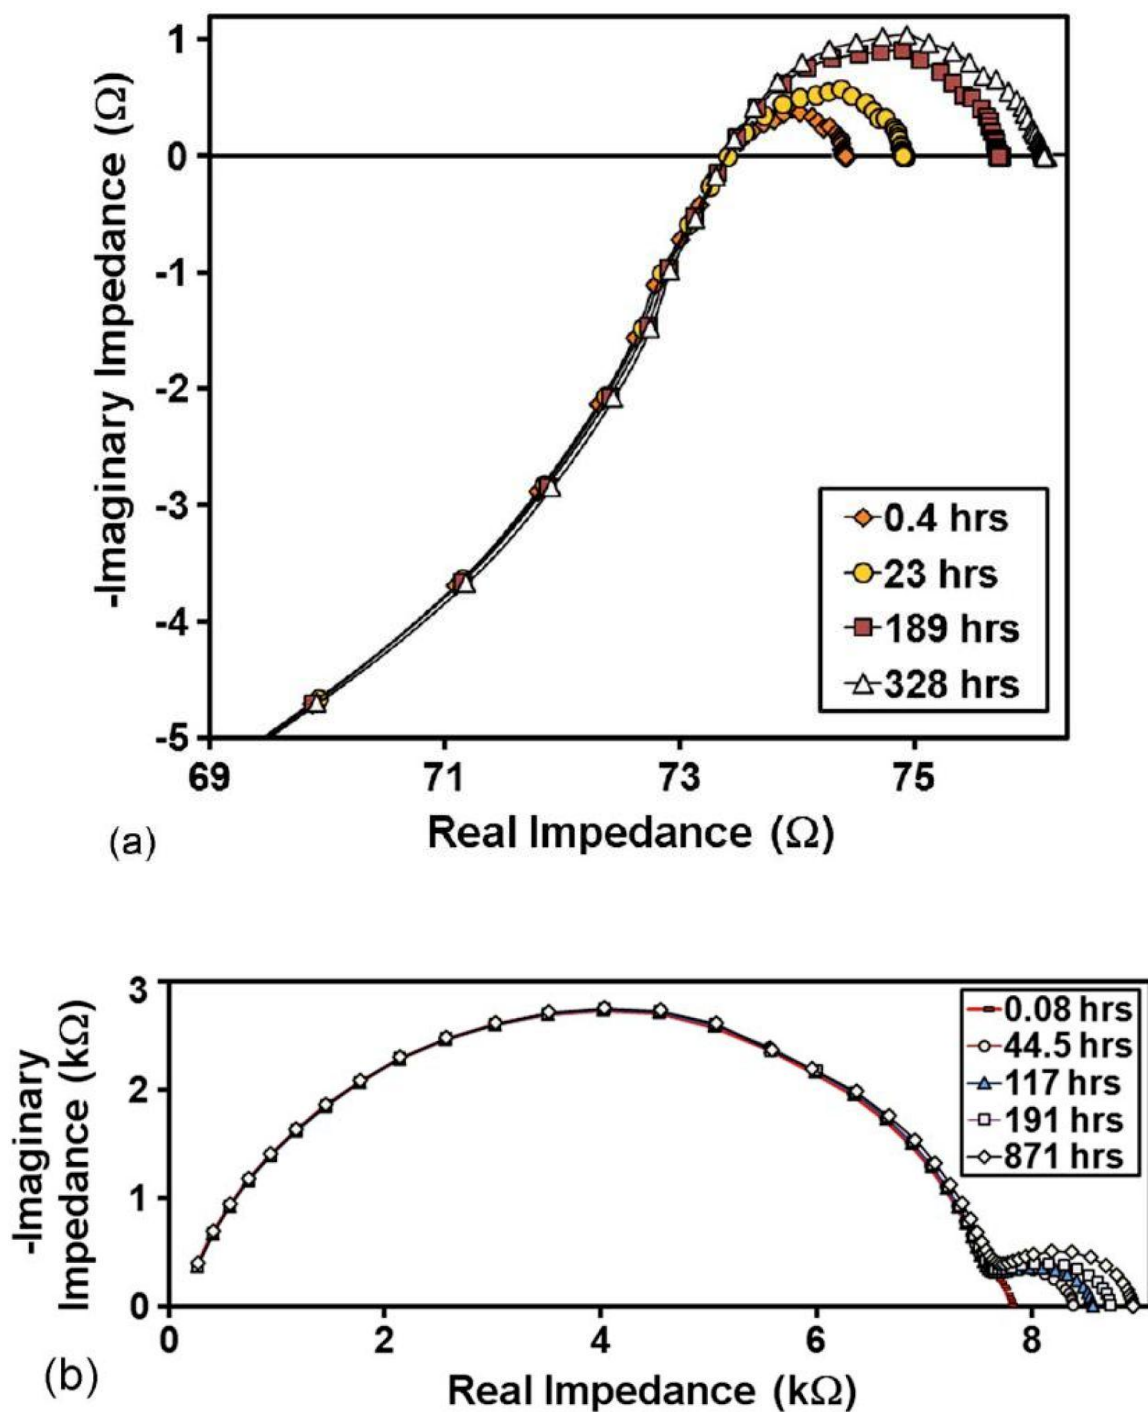 1
0
-1
-2
-3
-4
-5
-Imaginary Impedance (Ω)
0.4 hrs
23 hrs
189 hrs
328 hrs
69 71 73 75
Real Impedance (Ω)
(a)
3
2
1
0
-Imaginary
Impedance (kΩ)
0.08 hrs
44.5 hrs
117 hrs
191 hrs
871 hrs
0 2 4 6 8
Real Impedance (kΩ)
(b)